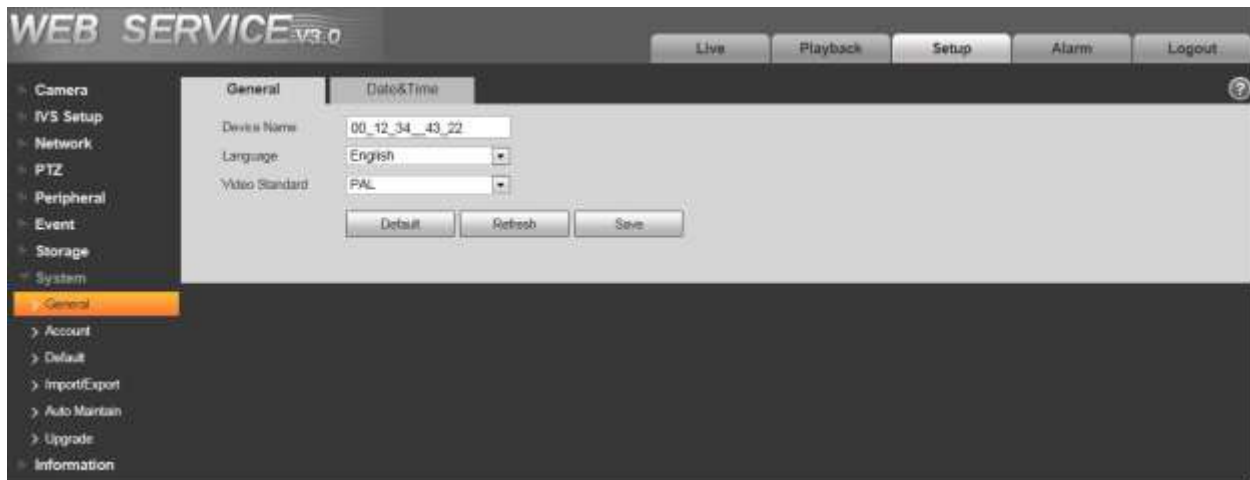 WEB SERVICE V3.0
Live Playback Setup Alarm Logout
Camera
IVS Setup
Network
PTZ
Peripheral
Event
Storage
System
General
Account
Default
Import/Export
Auto Maintain
Upgrade
Information
General Date&Time
?
Device Name 00_12_34__43_22
Language English
Video Standard PAL
Default Refresh Save